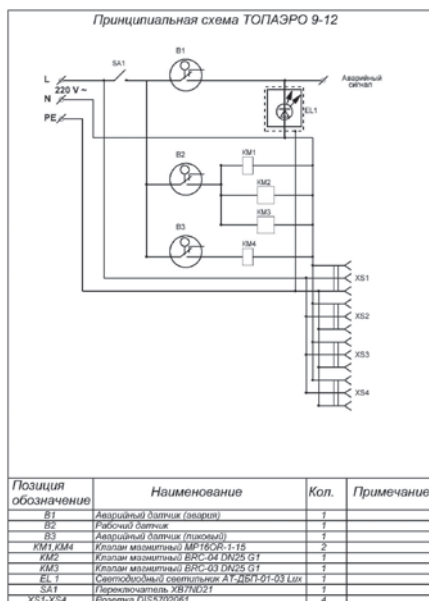 Принципиальная схема ТОПАЭРО 9-12
B1
SA1
L
Аварийный
сигнал
220 V ~
N
EL1
PE
KM1
B2
KM2
KM3
B3
KM4
XS1
XS2
XS3
XS4
Позиция обозначение Наименование Кол. Примечание
B1 Аварийный датчик (авария) 1
B2 Рабочий датчик 1
B3 Аварийный датчик (пиковый) 1
KM1,KM4 Клапан магнитный MP16OR-1-15 2
KM2 Клапан магнитный BRC-04 DN25 G1 1
KM3 Клапан магнитный BRC-03 DN25 G1 1
EL 1 Светодиодный светильник АТ-ДБП-01-03 Lux 1
SA1 Переключатель XB7ND21 1
XS1-XS4 Розетка DIS5702061 4